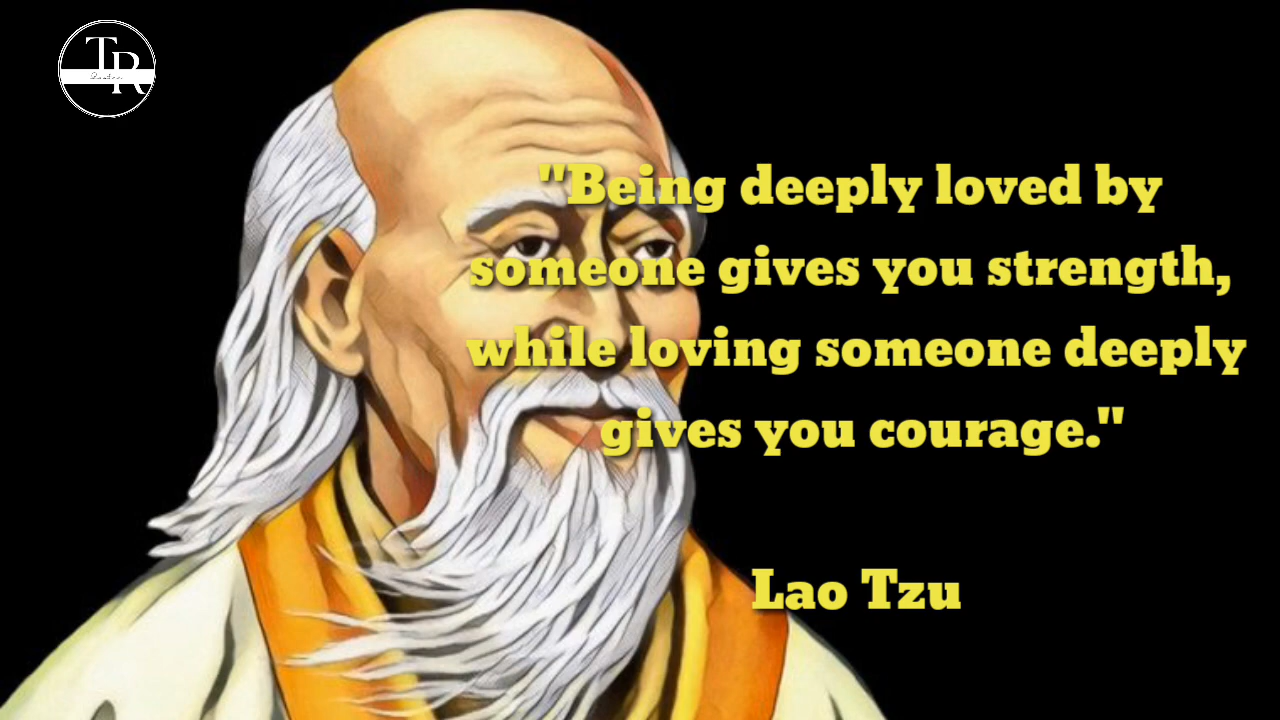 TR
"Being deeply loved by
someone gives you strength,
while loving someone deeply
gives you courage."
Lao Tzu